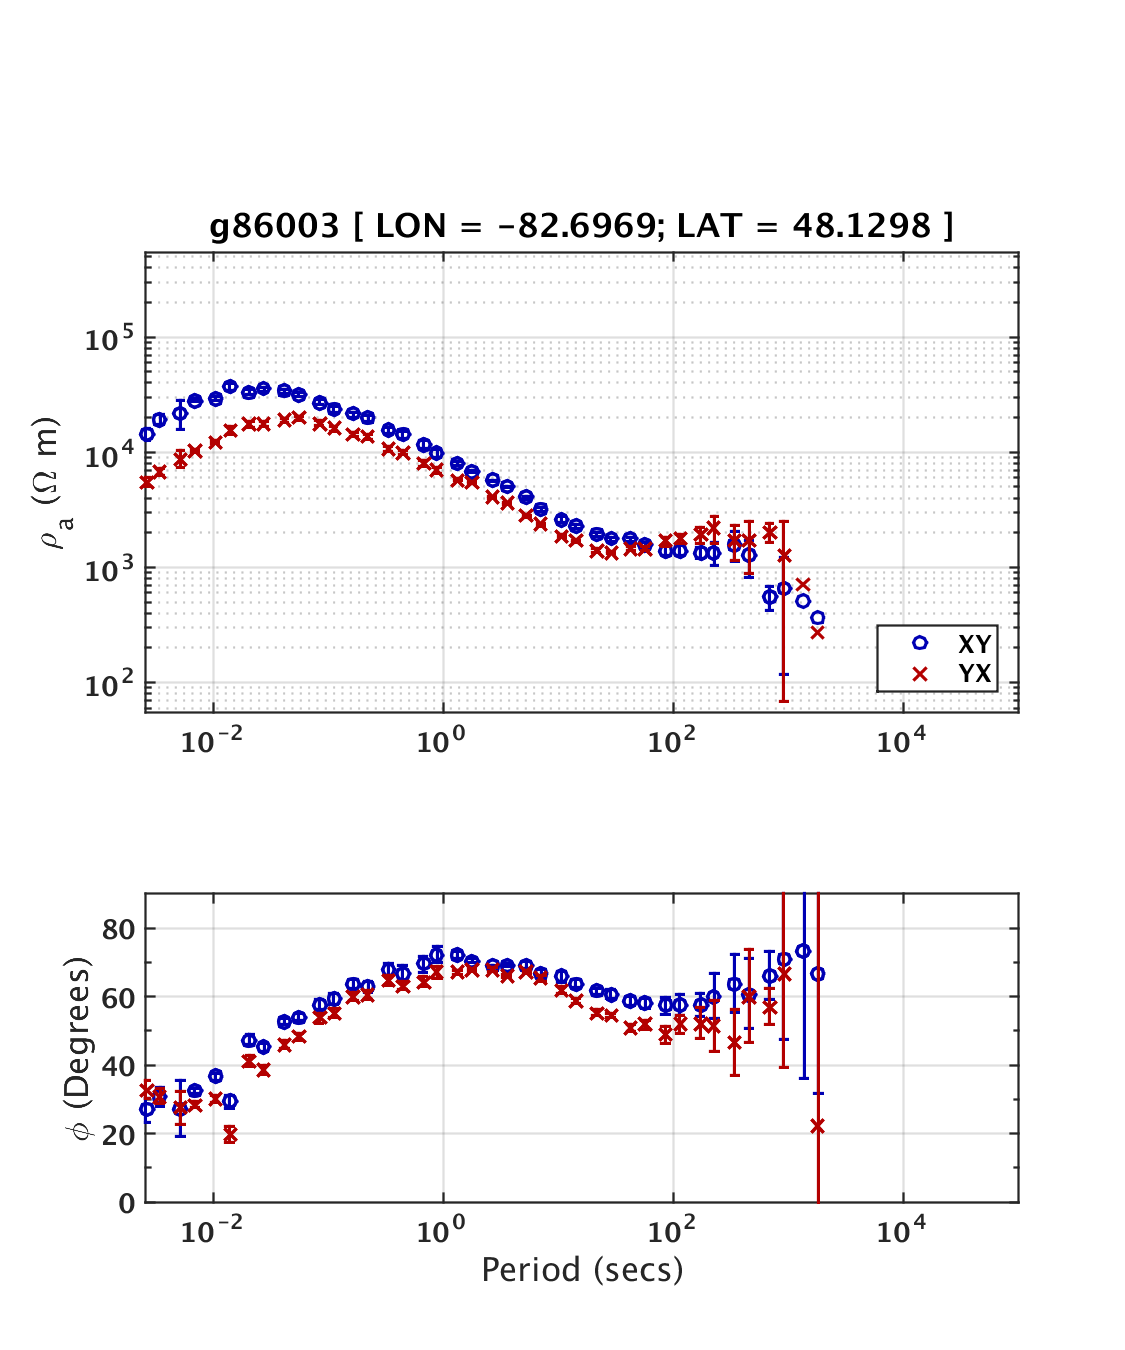 g86003 [ LON = -82.6969; LAT = 48.1298 ]
ρa (Ω m)
10^5
10^4
10^3
10^2
XY
YX
10^-2 10^0 10^2 10^4
ϕ (Degrees)
80
60
40
20
0
10^-2 10^0 10^2 10^4
Period (secs)